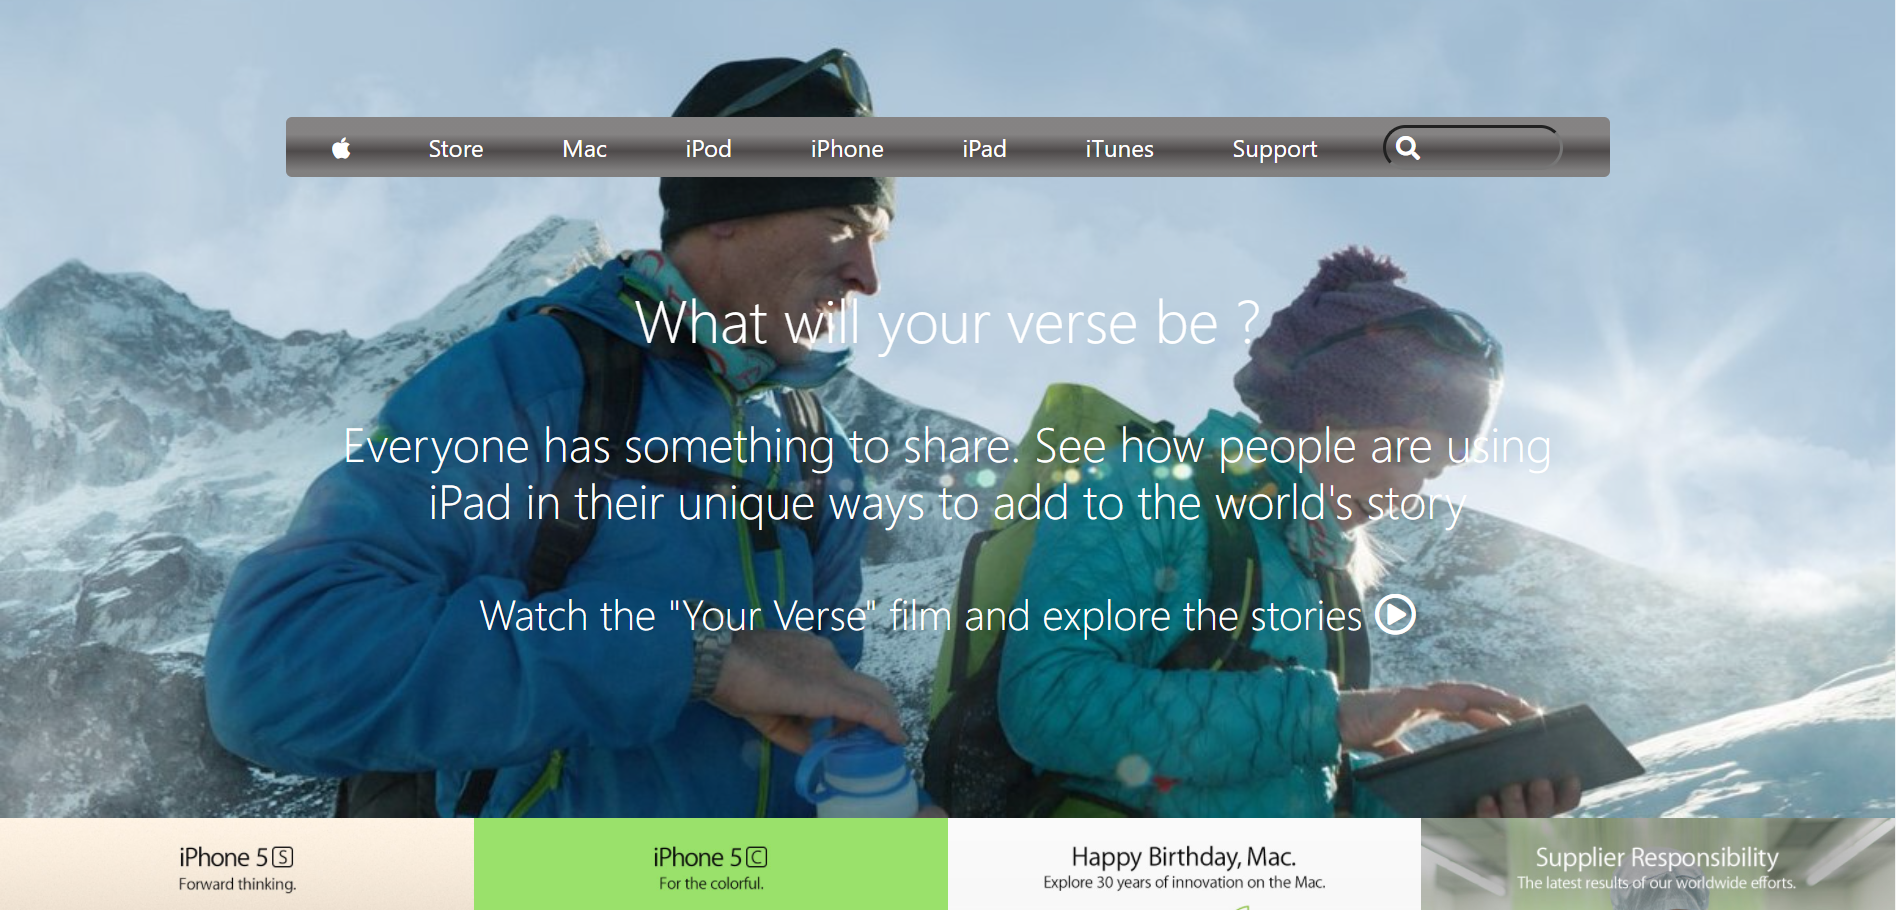 Store Mac iPod iPhone iPad iTunes Support
What will your verse be ?
Everyone has something to share. See how people are using
iPad in their unique ways to add to the world's story
Watch the "Your Verse" film and explore the stories
iPhone 5S
Forward thinking.
iPhone 5C
For the colorful.
Happy Birthday, Mac.
Explore 30 years of innovation on the Mac.
Supplier Responsibility
The latest results of our worldwide efforts.